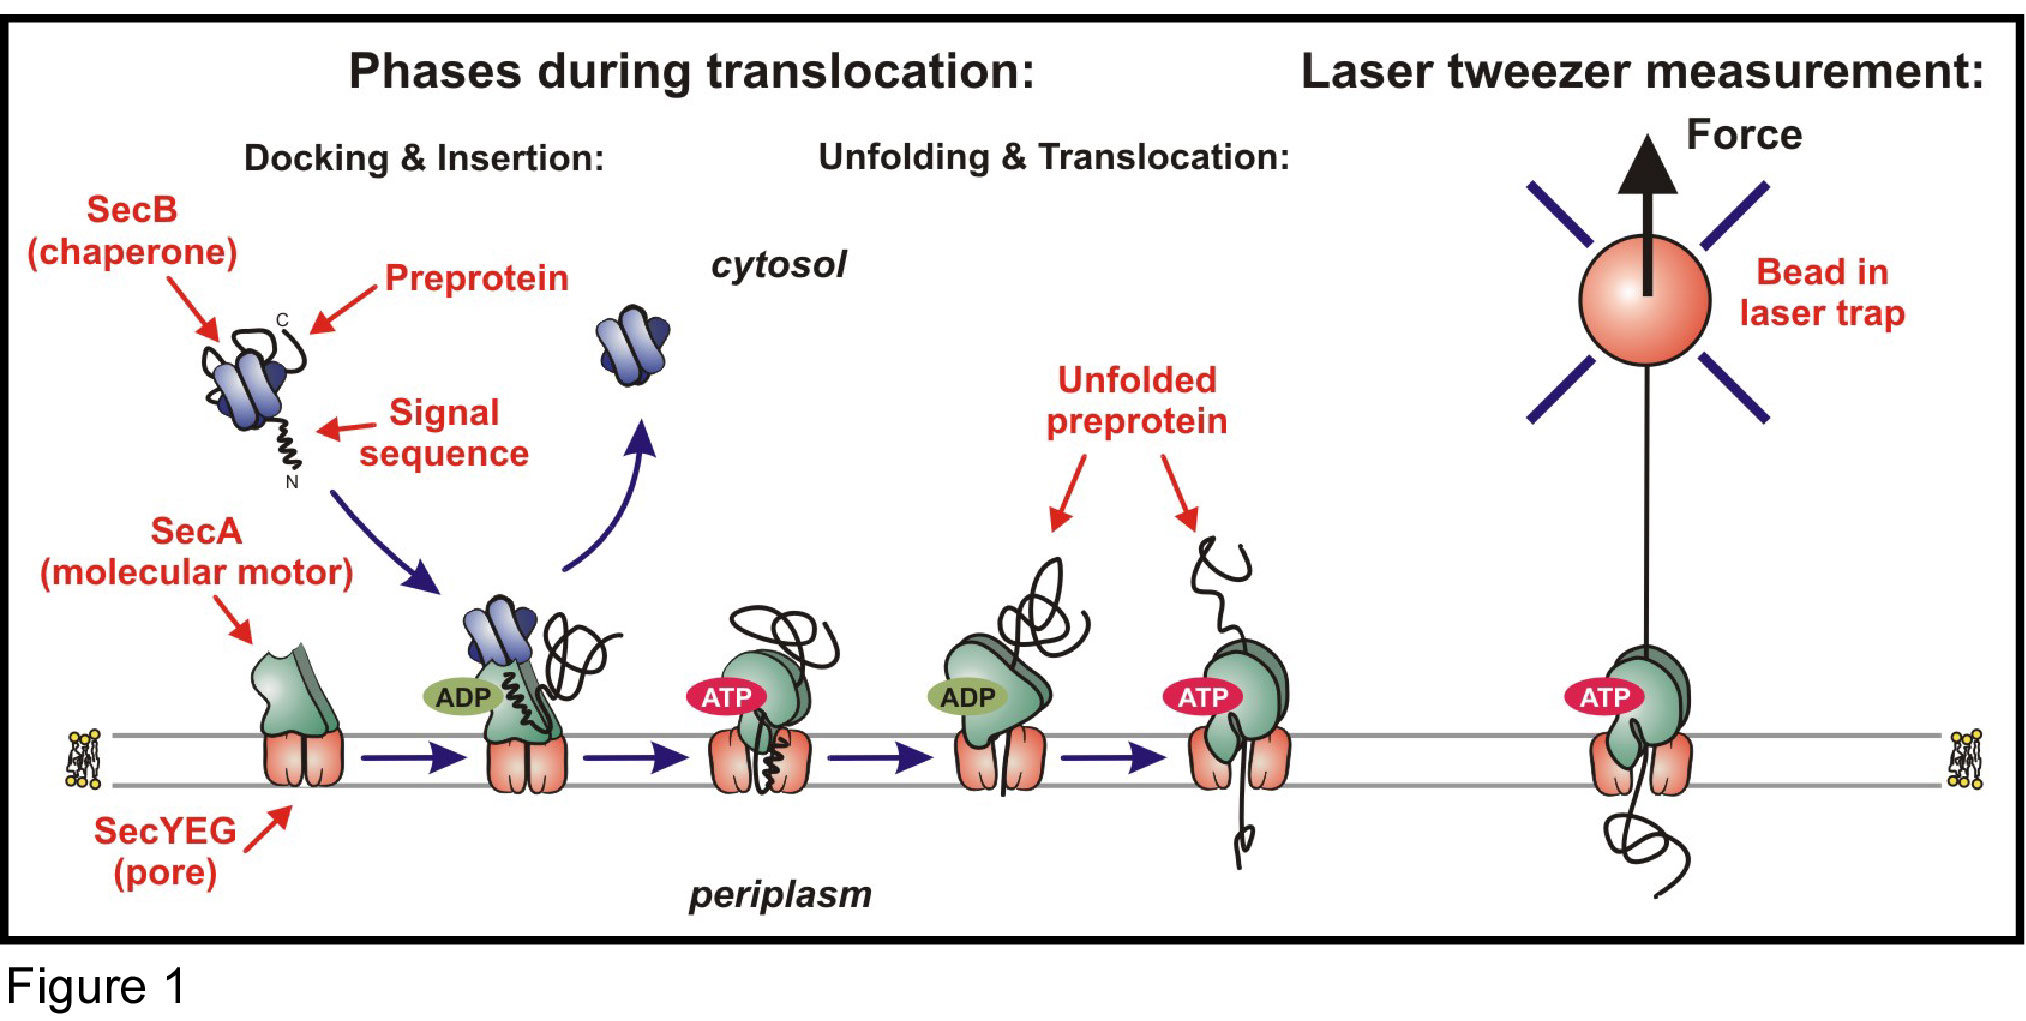 Phases during translocation:
Laser tweezer measurement:
Docking & Insertion:
Unfolding & Translocation:
Force
SecB
(chaperone)
Preprotein
cytosol
Bead in
laser trap
C
Signal
sequence
N
Unfolded
preprotein
SecA
(molecular motor)
ADP
ATP
ADP
ATP
ATP
SecYEG
(pore)
periplasm
Figure 1